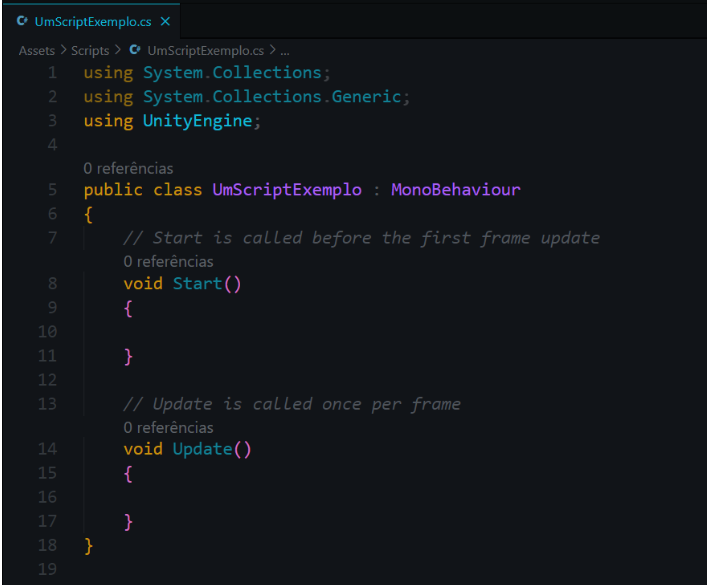 UmScriptExemplo.cs ×
Assets > Scripts > UmScriptExemplo.cs > ...
1 using System.Collections;
2 using System.Collections.Generic;
3 using UnityEngine;
4
0 referências
5 public class UmScriptExemplo : MonoBehaviour
6 {
7 // Start is called before the first frame update
0 referências
8 void Start()
9 {
10
11 }
12
13 // Update is called once per frame
0 referências
14 void Update()
15 {
16
17 }
18 }
19